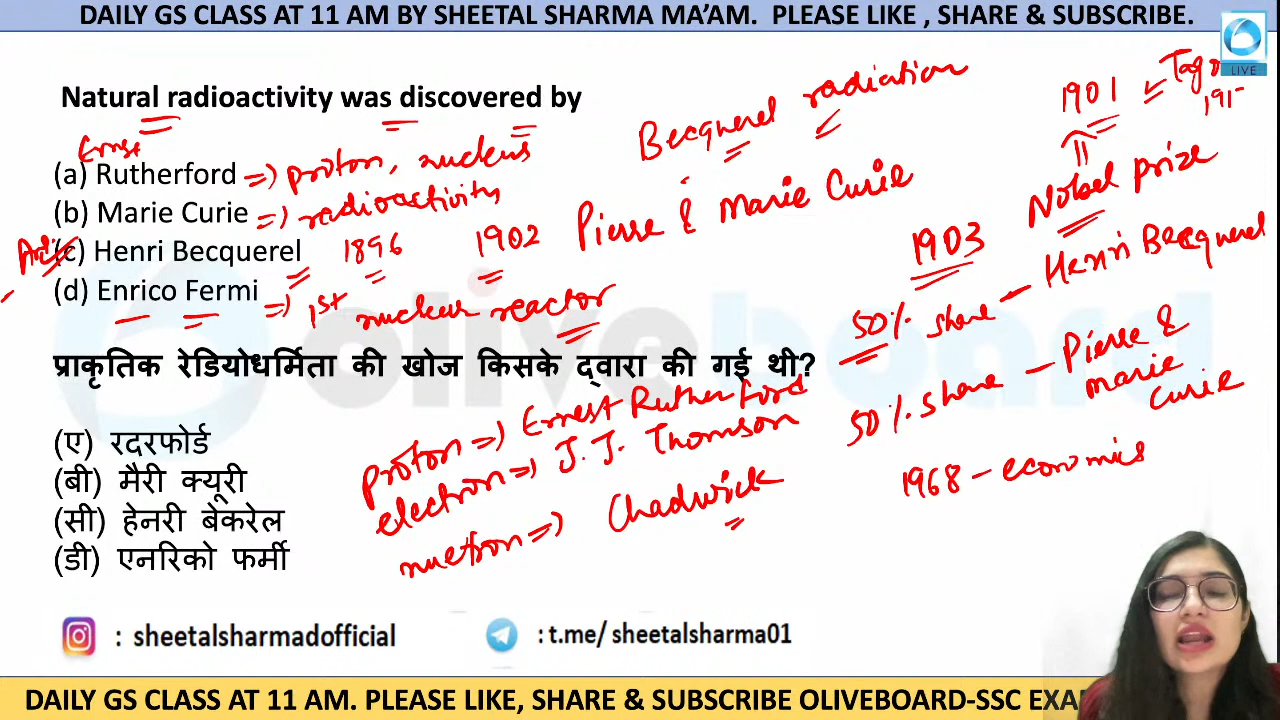 DAILY GS CLASS AT 11 AM BY SHEETAL SHARMA MA’AM.  PLEASE LIKE , SHARE & SUBSCRIBE.
LIVE
Natural radioactivity was discovered by
Becquerel radiation
1901
1903
Nobel prize
(a) Rutherford => proton, nucleus
(b) Marie Curie => radioactivity
1896
1902 Pierre & Marie Curie
(c) Henri Becquerel
(d) Enrico Fermi => 1st nuclear reactor
50% share - Henri Becquerel
50% share - Pierre & marie Curie
1968 - economics
oliveboard
प्राकृतिक रेडियोधर्मिता की खोज किसके द्वारा की गई थी?
proton => Ernest Rutherford
electron => J. J. Thomson
nuetron => Chadwick
(ए) रदरफोर्ड
(बी) मैरी क्यूरी
(सी) हेनरी बेकरेल
(डी) एनरिको फर्मी
: sheetalsharmadofficial
: t.me/ sheetalsharma01
DAILY GS CLASS AT 11 AM. PLEASE LIKE, SHARE & SUBSCRIBE OLIVEBOARD-SSC